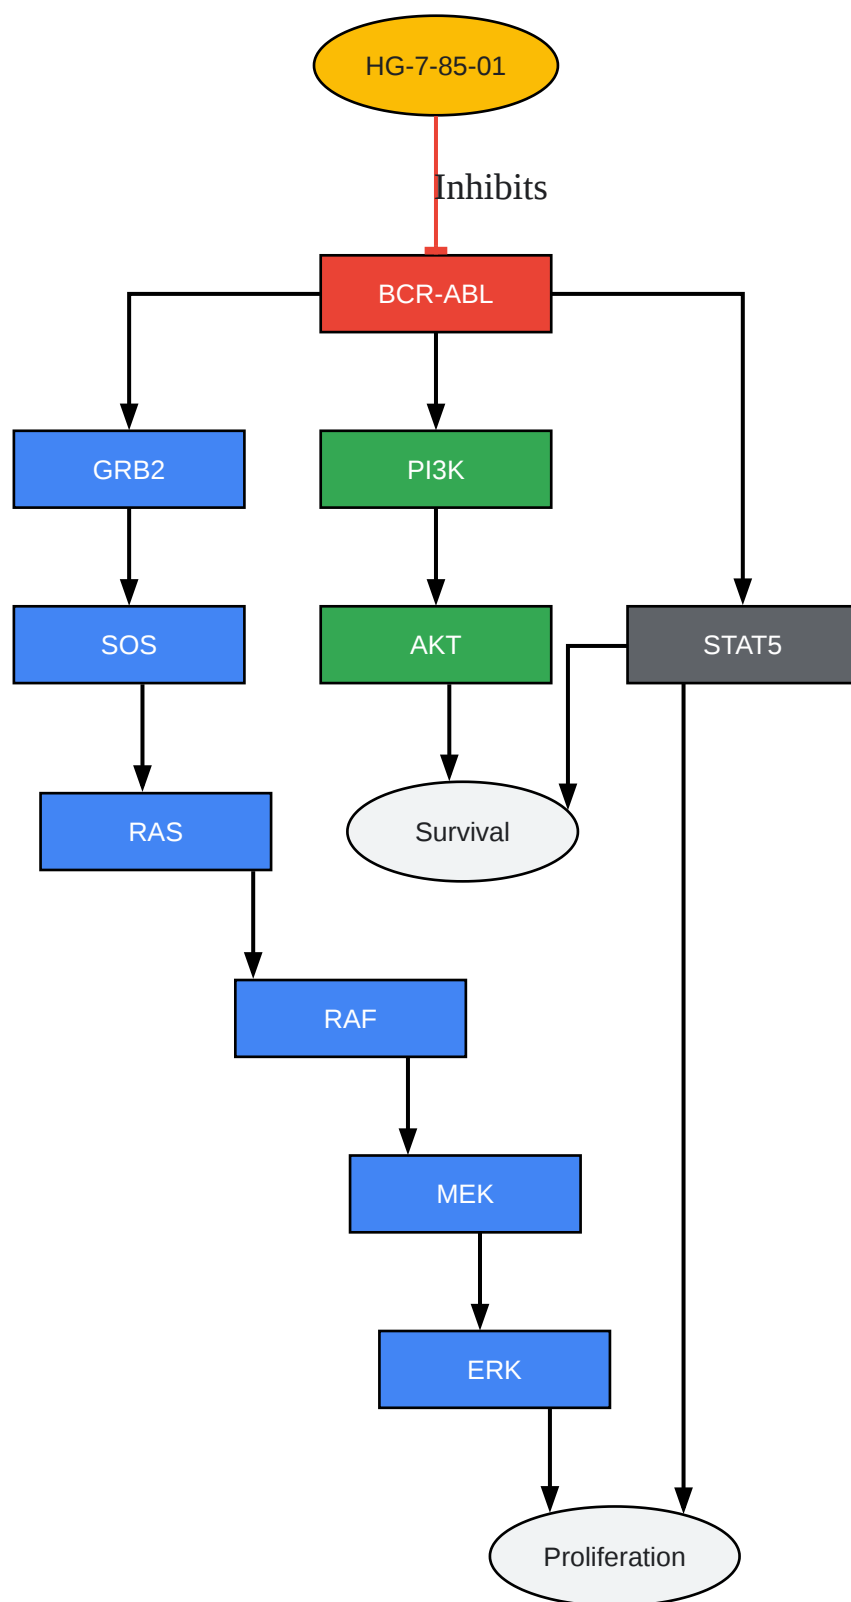 HG-7-85-01
Inhibits
BCR-ABL
GRB2
PI3K
SOS
AKT
STAT5
RAS
Survival
RAF
MEK
ERK
Proliferation